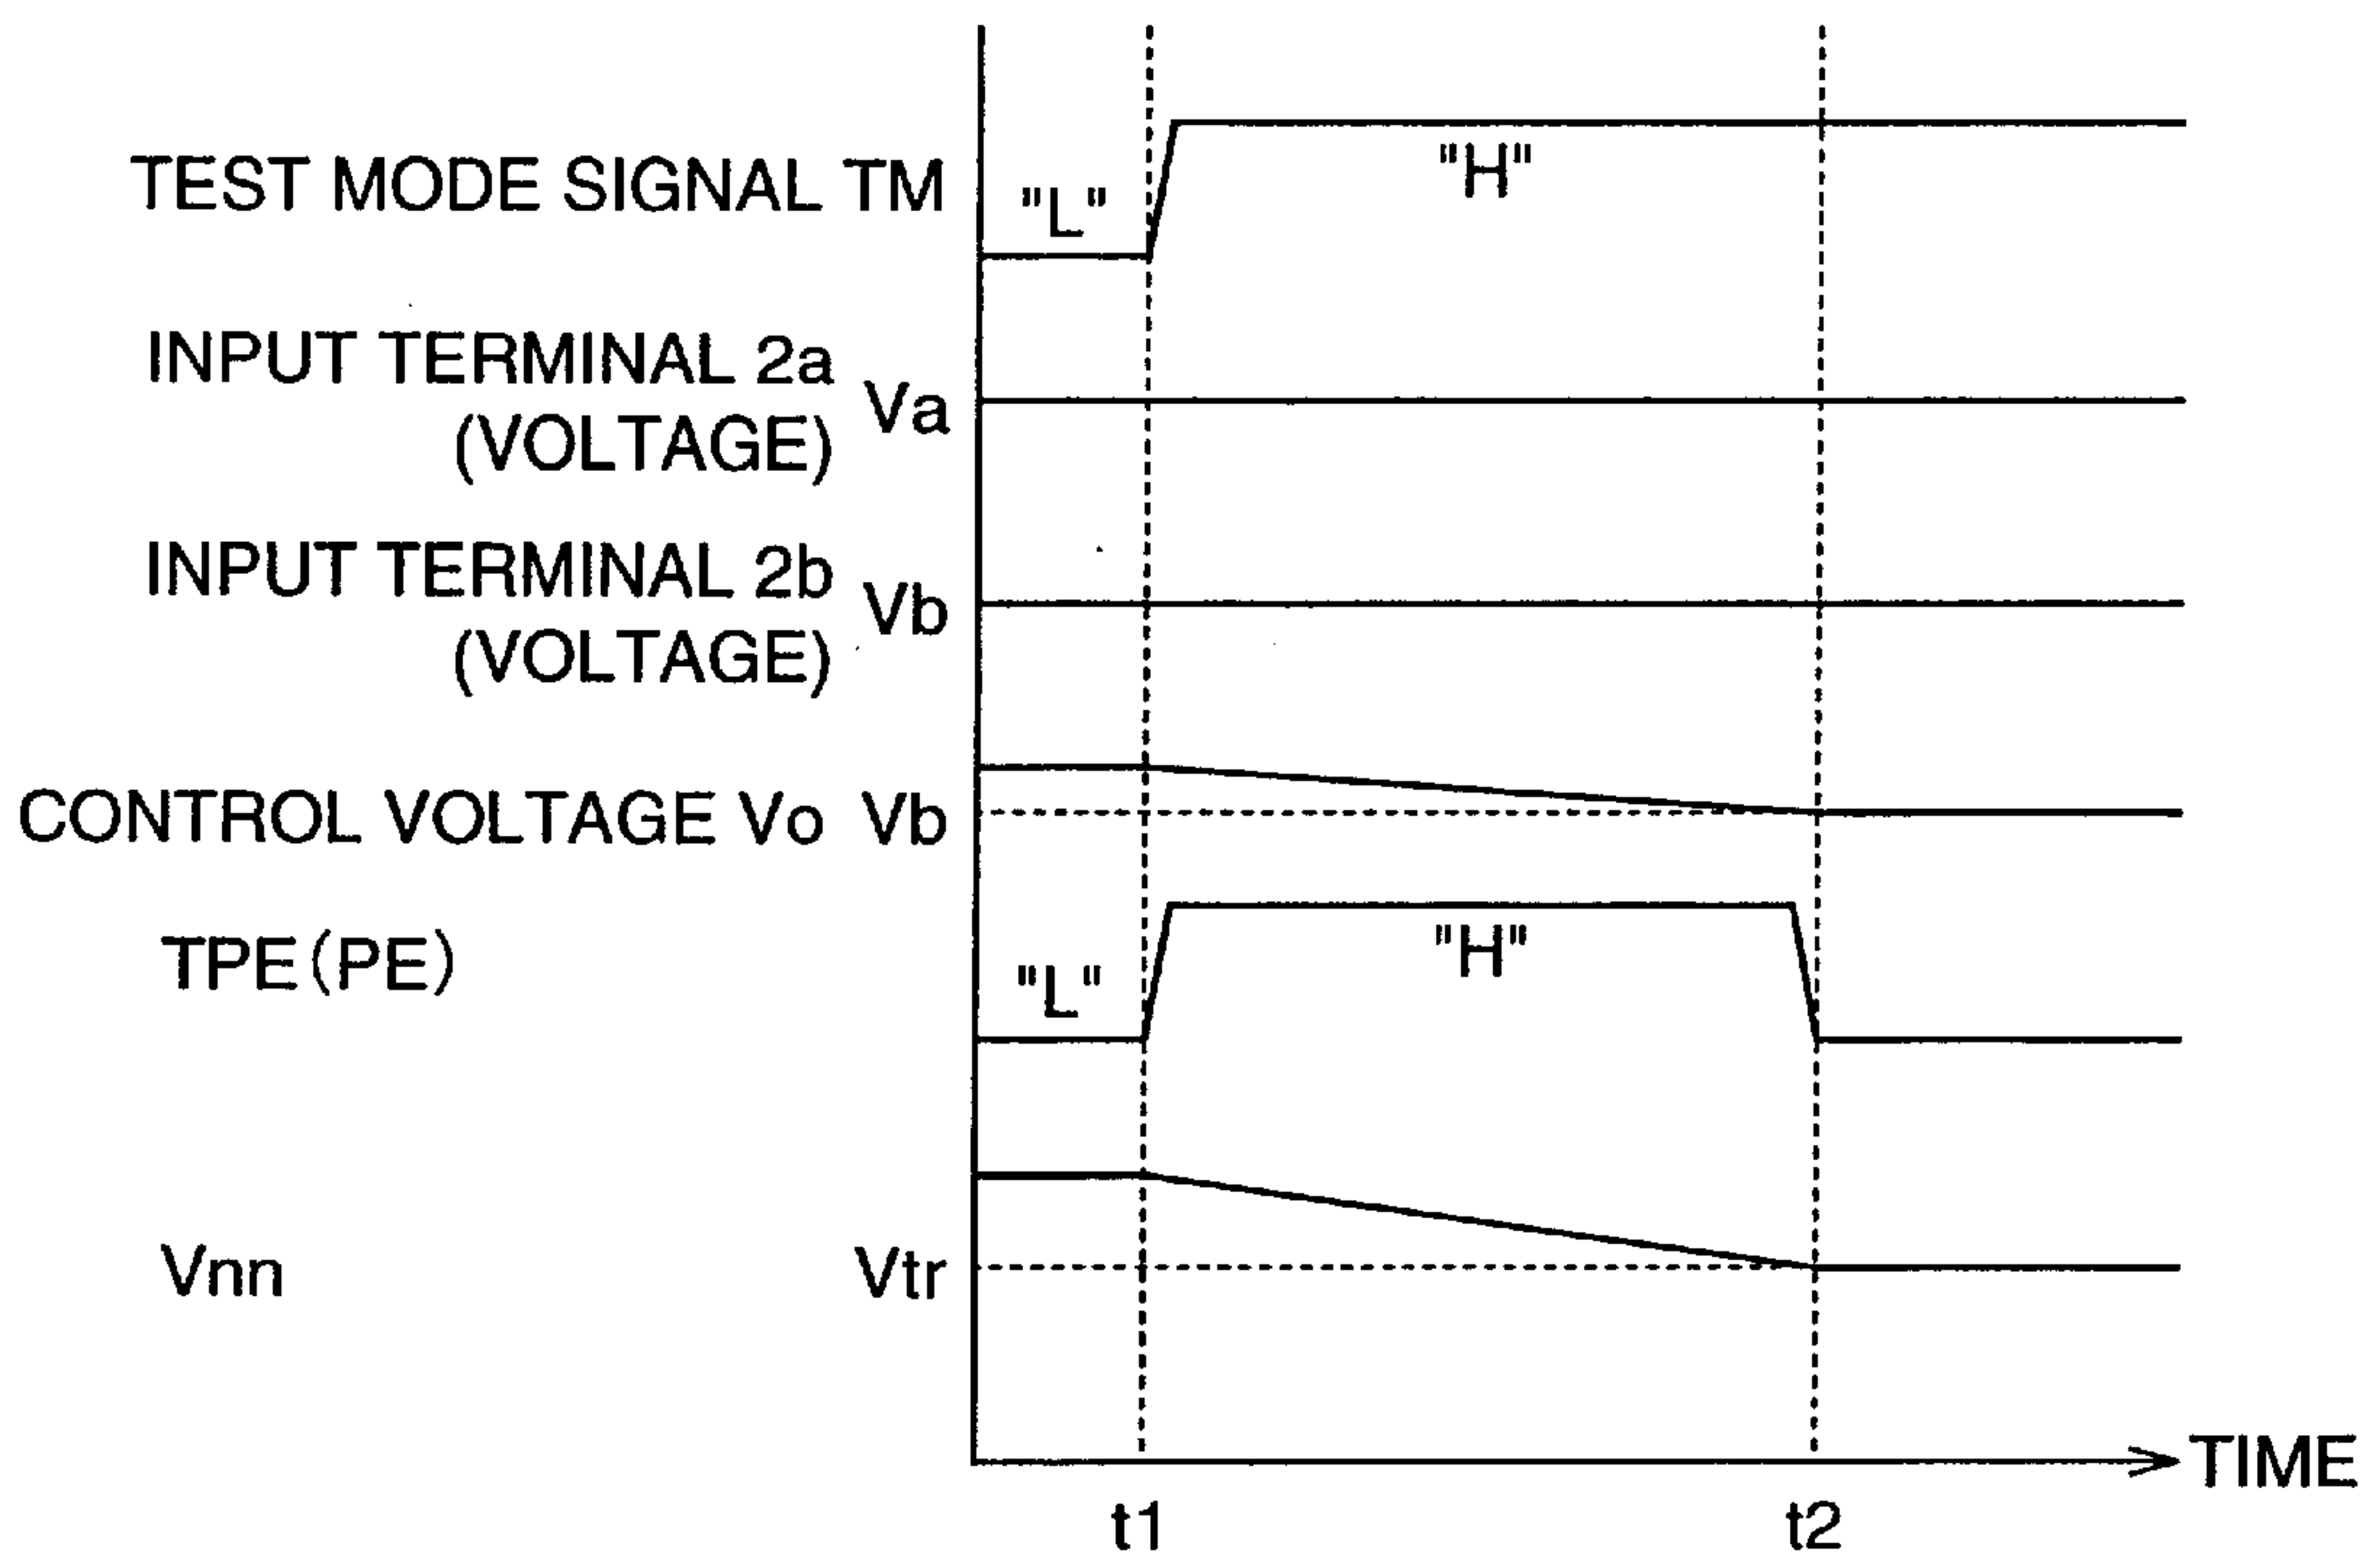 TEST MODE SIGNAL TM
"L"
"H"
INPUT TERMINAL 2a
(VOLTAGE)
Va
INPUT TERMINAL 2b
(VOLTAGE)
Vb
CONTROL VOLTAGE Vo Vb
TPE(PE)
"L"
"H"
Vnn
Vtr
TIME
t1
t2